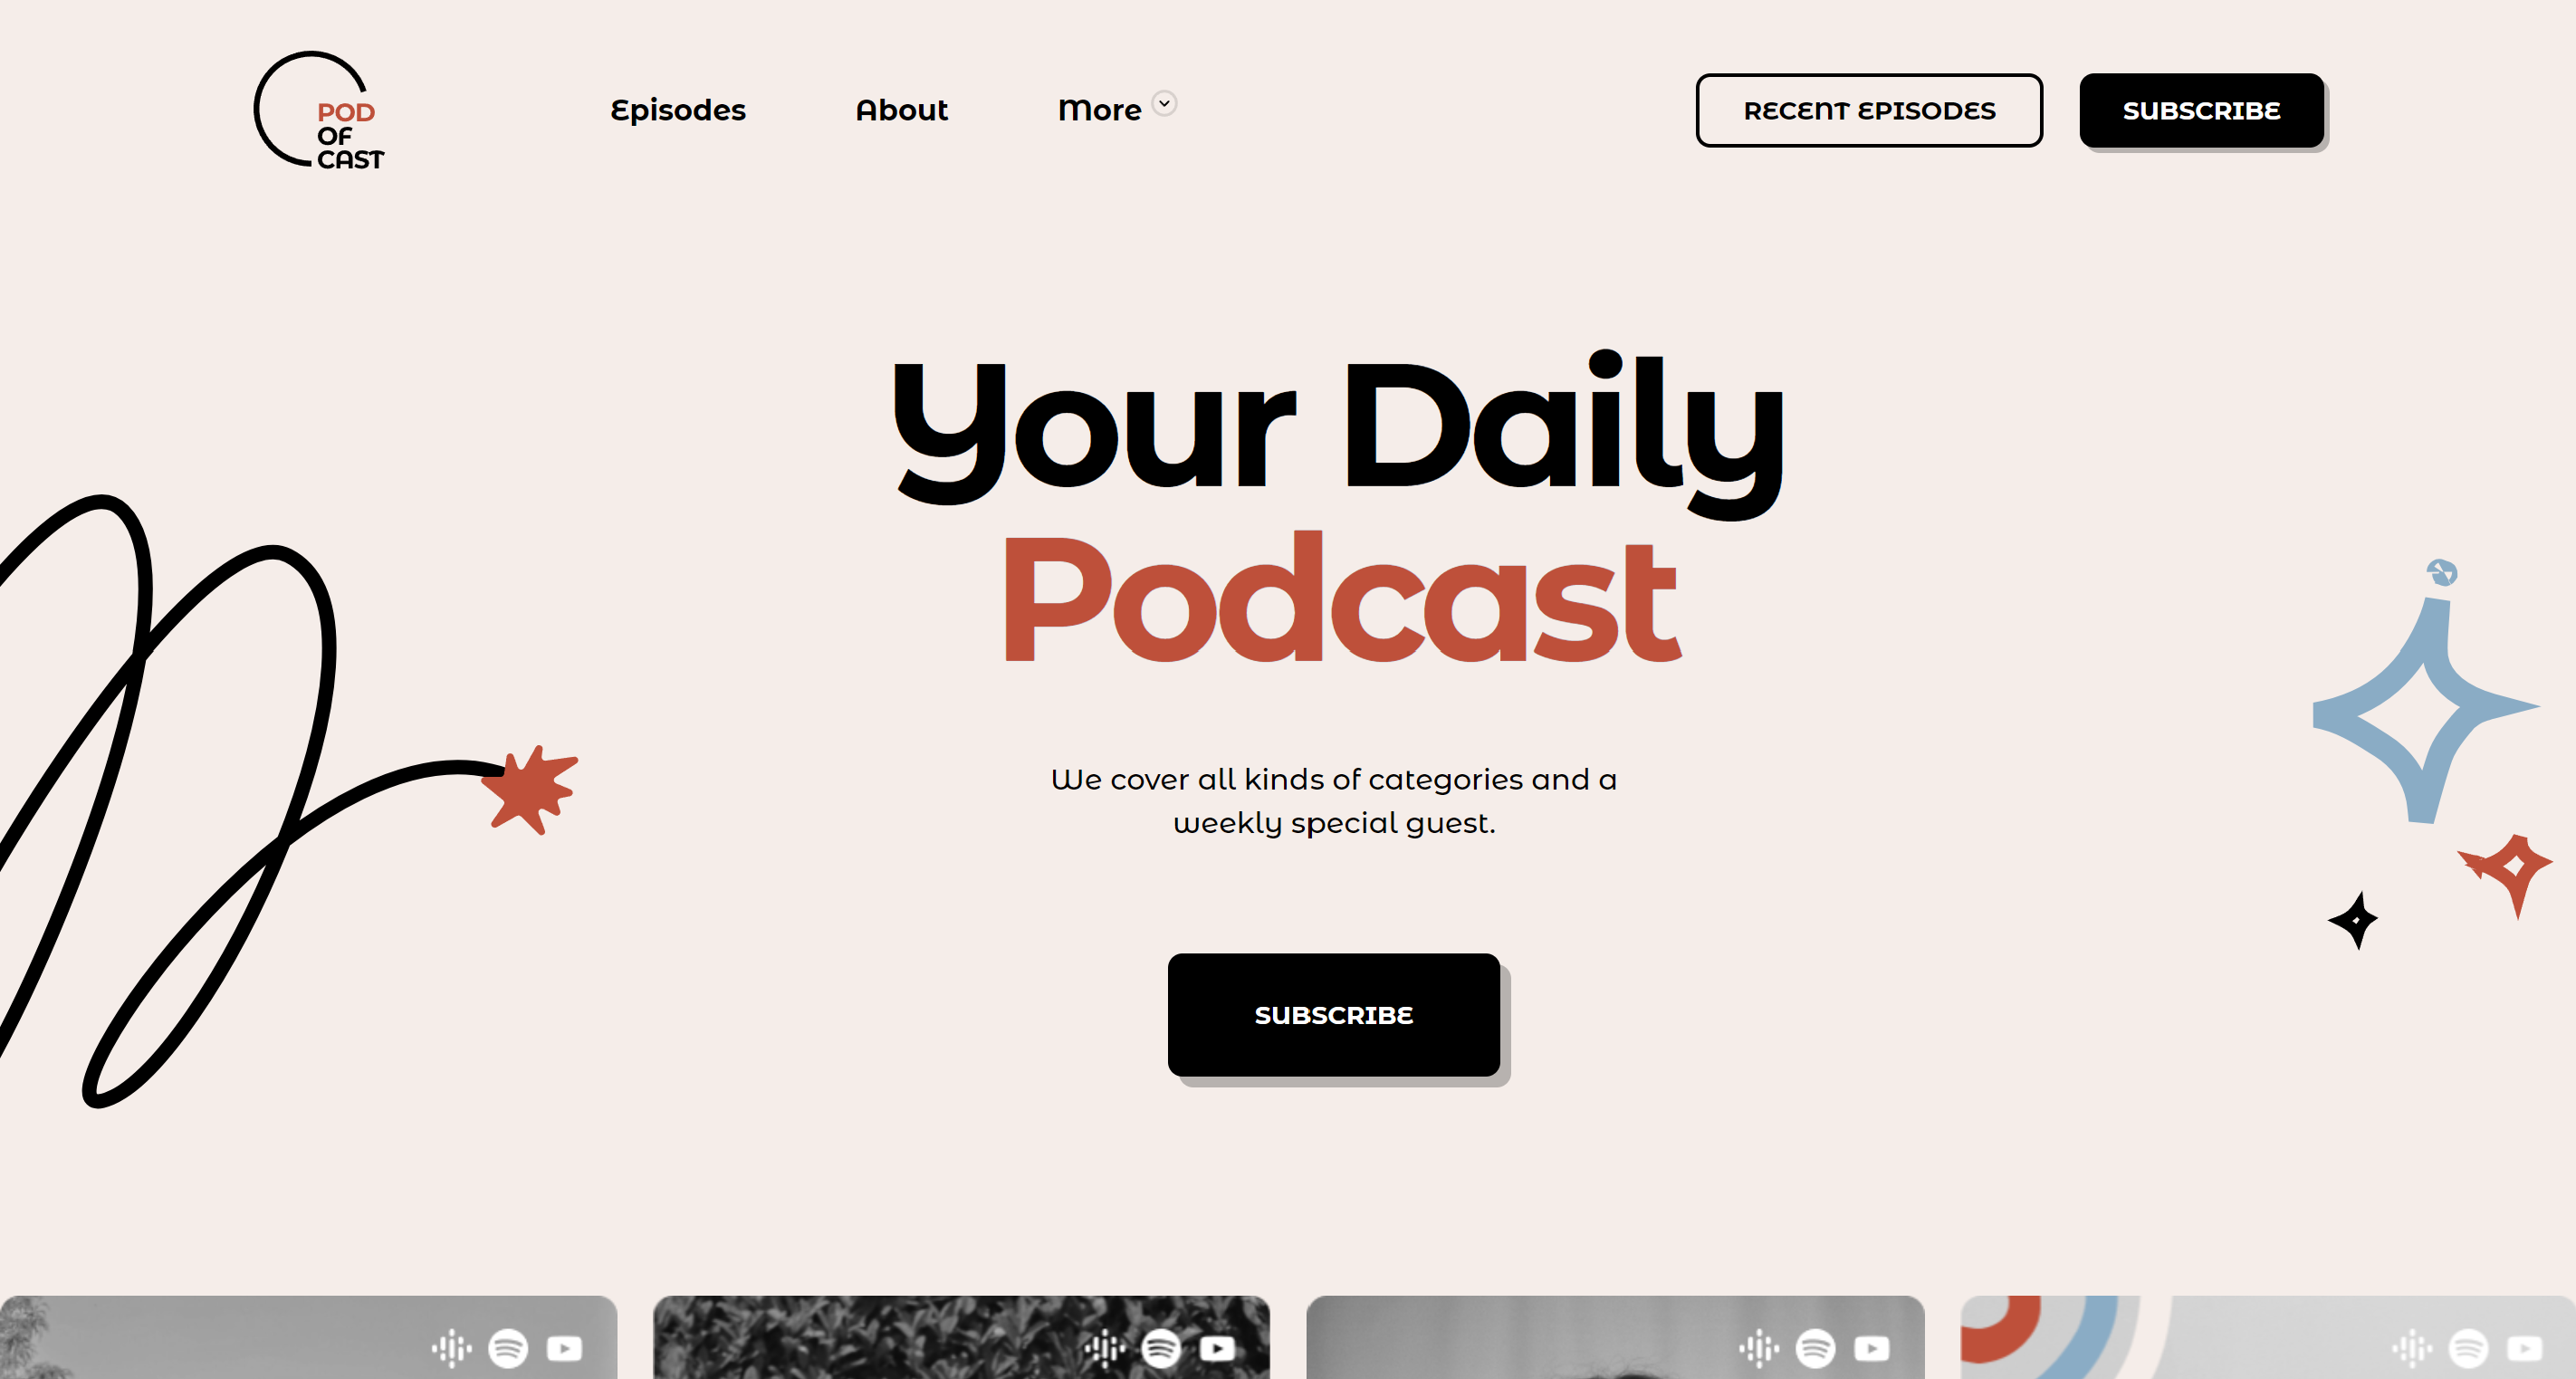 POD
OF
CAST
Episodes
About
More
RECENT EPISODES
SUBSCRIBE
Your Daily
Podcast
We cover all kinds of categories and a
weekly special guest.
SUBSCRIBE